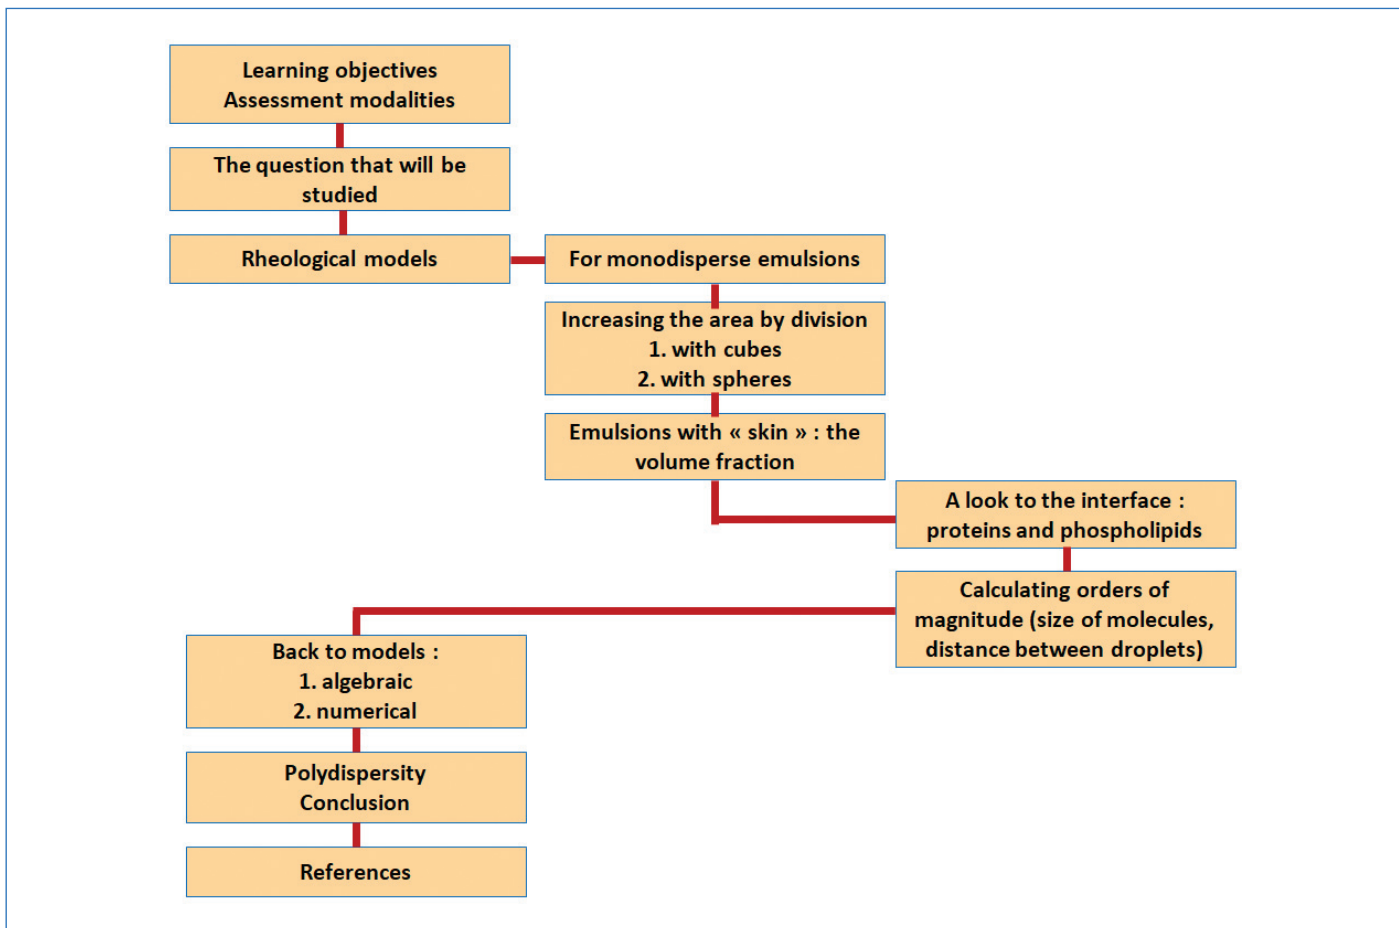 Learning objectives
Assessment modalities
The question that will be
studied
Rheological models
For monodisperse emulsions
Increasing the area by division
1. with cubes
2. with spheres
Emulsions with « skin » : the
volume fraction
A look to the interface :
proteins and phospholipids
Calculating orders of
magnitude (size of molecules,
distance between droplets)
Back to models :
1. algebraic
2. numerical
Polydispersity
Conclusion
References